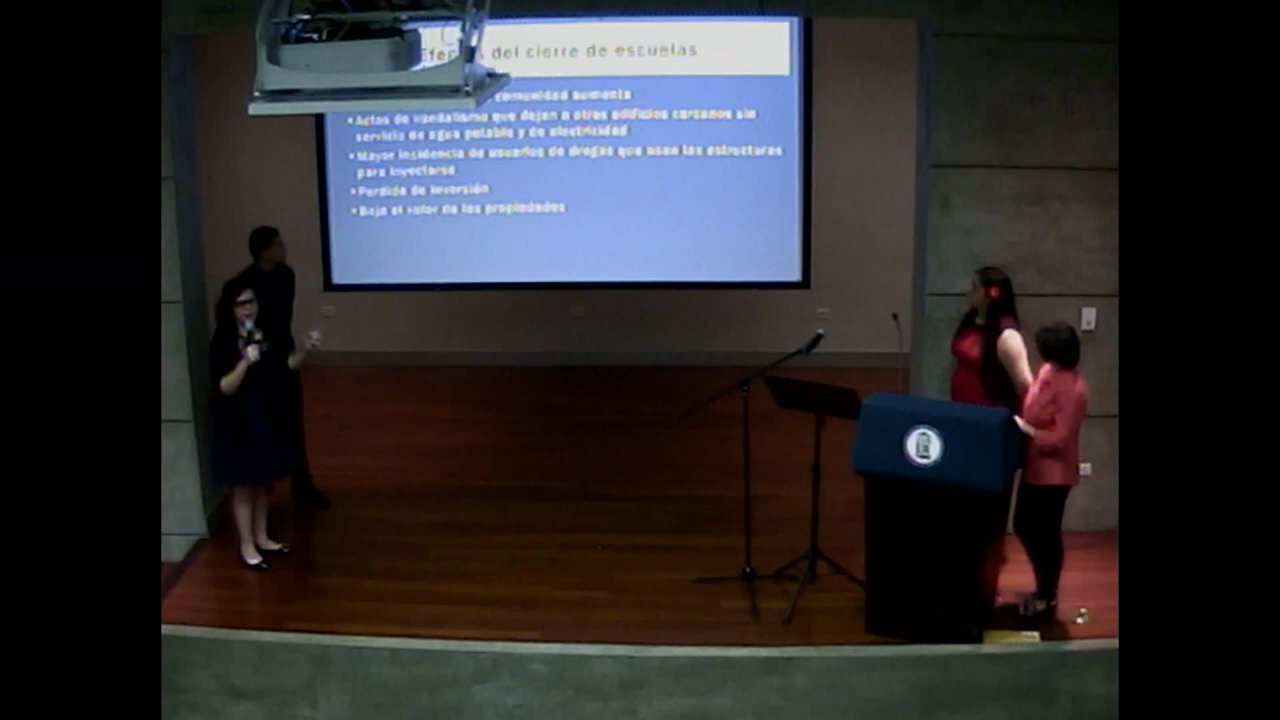 del cierre de escuelas
comunidad aumenta
• Actos de vandalismo que dejan a otros edificios cercanos sin
servicio de agua potable y de electricidad
• Mayor incidencia de usuarios de drogas que usan las estructuras
para inyectarse
• Perdida de inversión
• Baja el valor de las propiedades